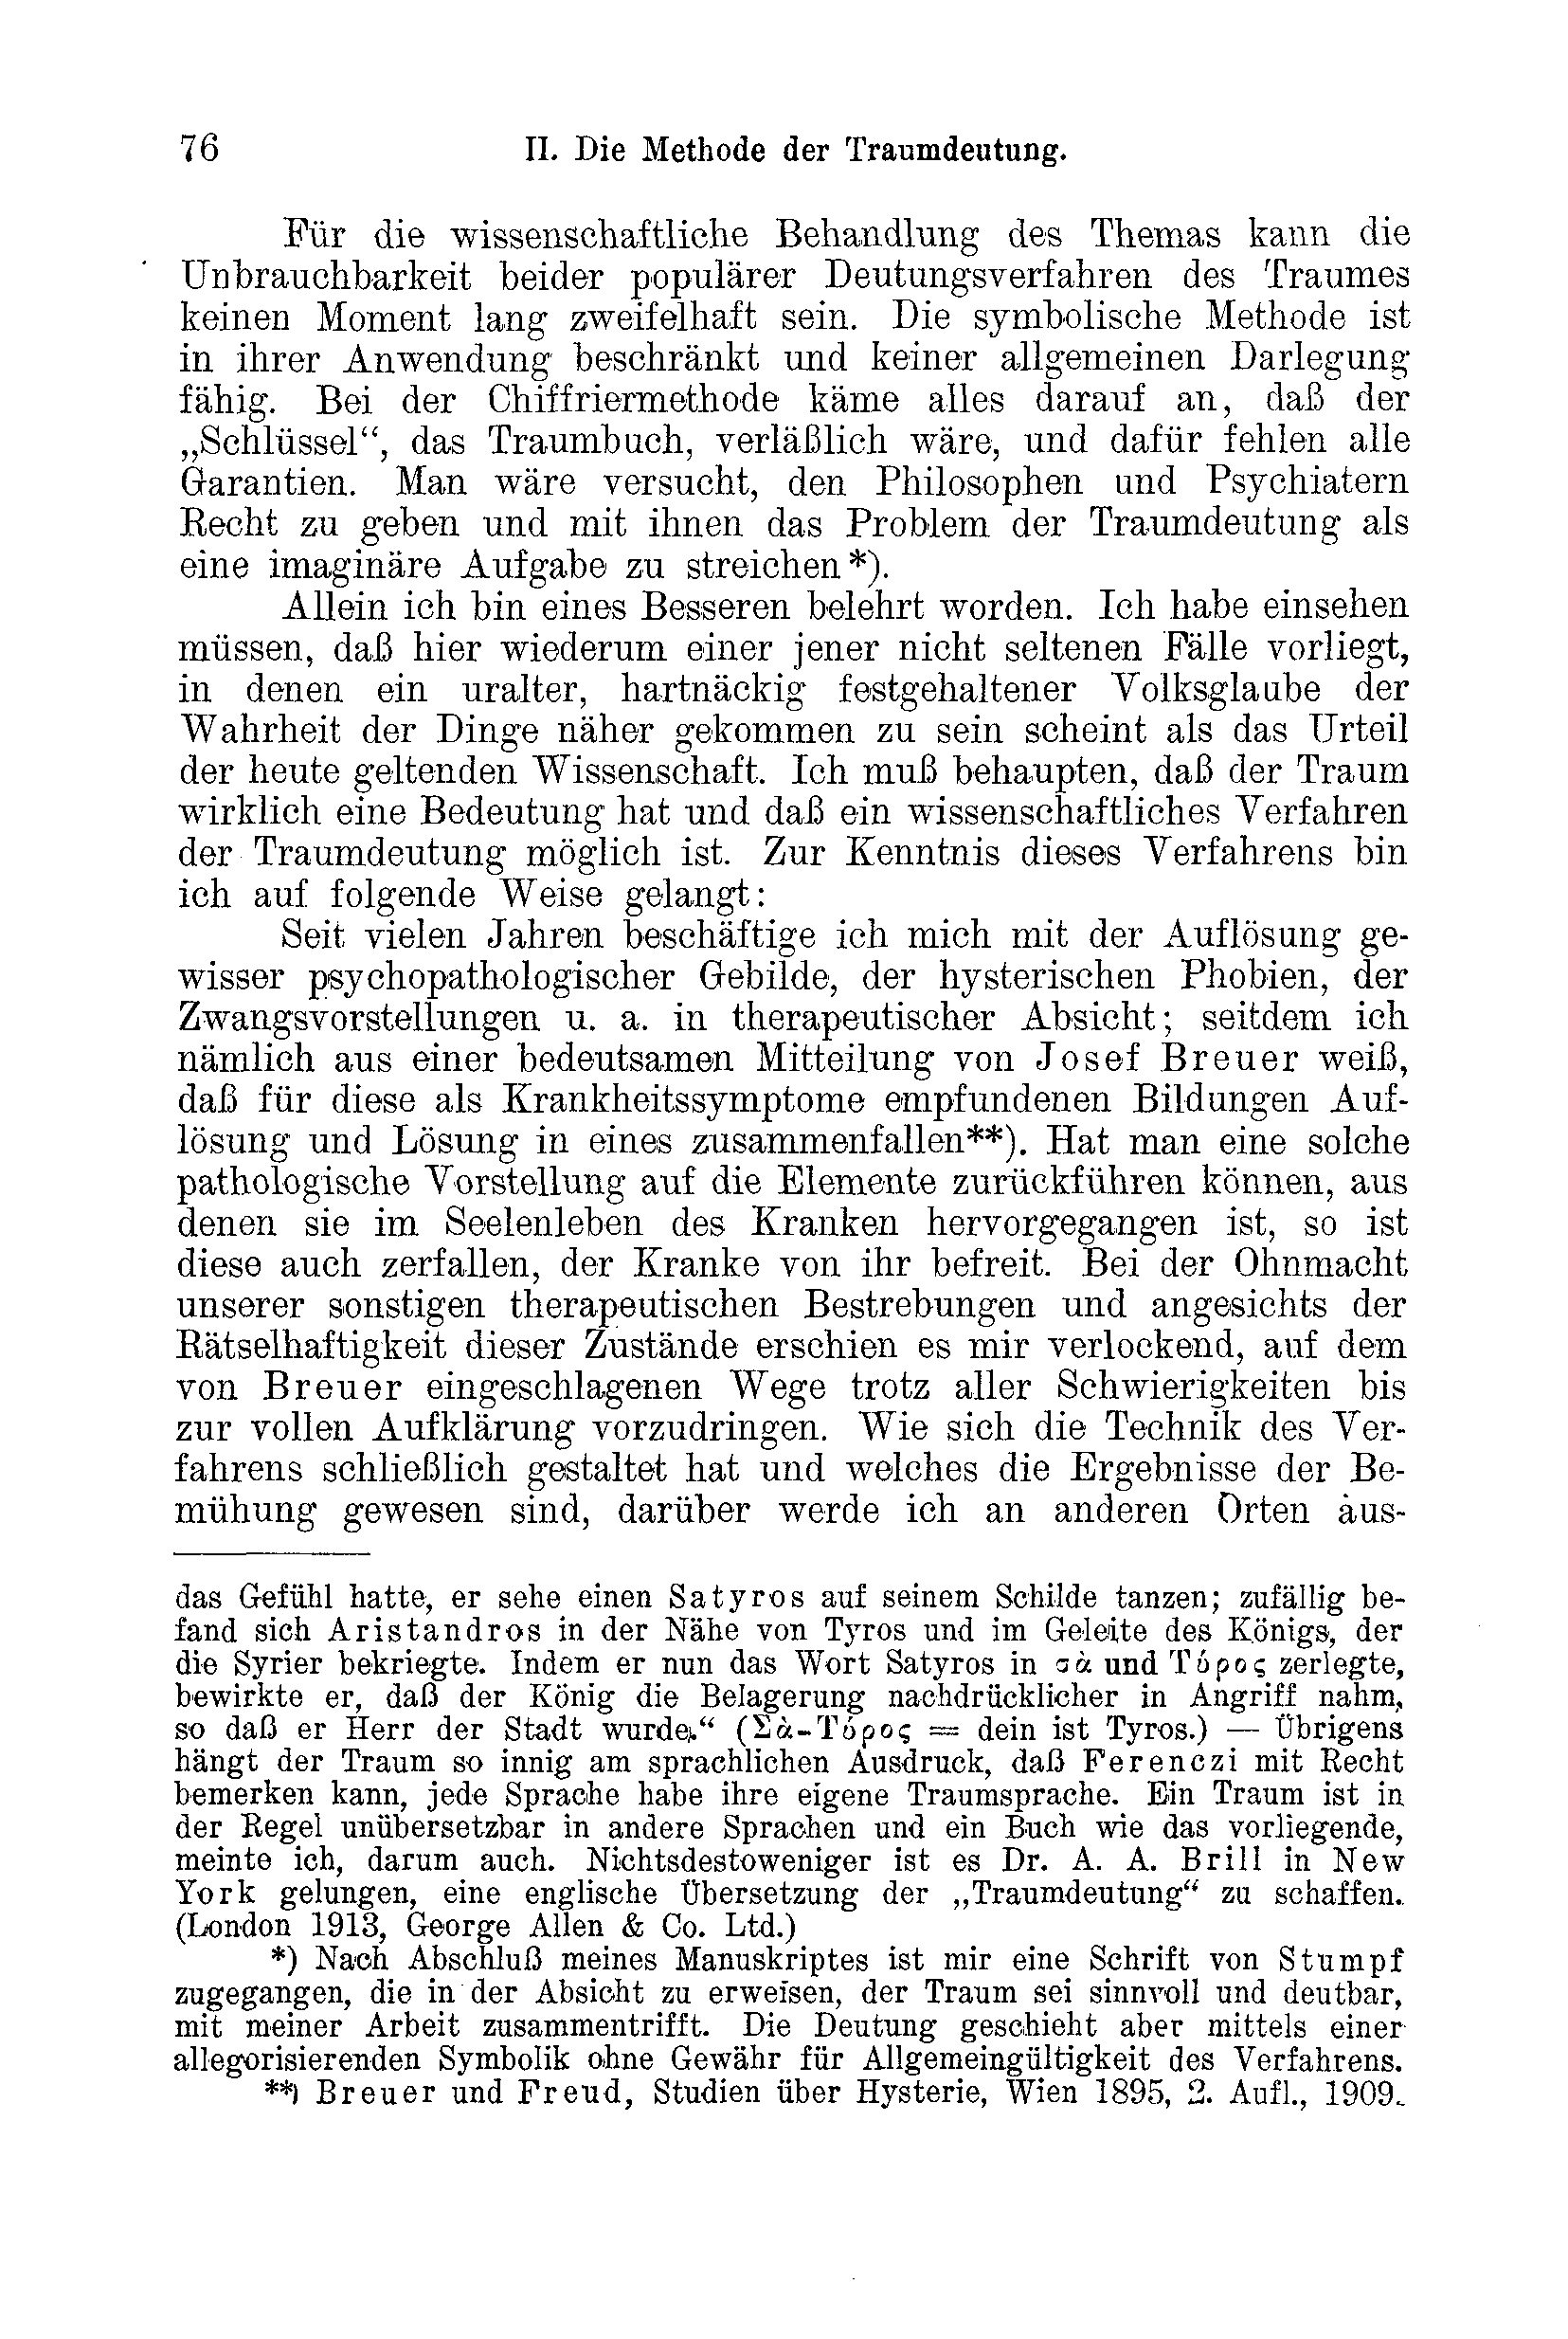 76 II. Die Methode der Traumdeutung.
Für die wissenschaftliche Behandlung des Themas kann die
Unbrauchbarkeit beider populärer Deutungsverfahren des Traumes
keinen Moment lang zweifelhaft sein. Die symbolische Methode ist
in ihrer Anwendung beschränkt und keiner allgemeinen Darlegung
fähig. Bei der Chiffriermethode käme alles darauf an, daß der
„Schlüssel“, das Traumbuch, verläßlich wäre, und dafür fehlen alle
Garantien. Man wäre versucht, den Philosophen und Psychiatern
Recht zu geben und mit ihnen das Problem der Traumdeutung als
eine imaginäre Aufgabe zu streichen*).
Allein ich bin eines Besseren belehrt worden. Ich habe einsehen
müssen, daß hier wiederum einer jener nicht seltenen Fälle vorliegt,
in denen ein uralter, hartnäckig festgehaltener Volksglaube der
Wahrheit der Dinge näher gekommen zu sein scheint als das Urteil
der heute geltenden Wissenschaft. Ich muß behaupten, daß der Traum
wirklich eine Bedeutung hat und daß ein wissenschaftliches Verfahren
der Traumdeutung möglich ist. Zur Kenntnis dieses Verfahrens bin
ich auf folgende Weise gelangt:
Seit vielen Jahren beschäftige ich mich mit der Auflösung ge-
wisser psychopathologischer Gebilde, der hysterischen Phobien, der
Zwangsvorstellungen u. a. in therapeutischer Absicht; seitdem ich
nämlich aus einer bedeutsamen Mitteilung von Josef Breuer weiß,
daß für diese als Krankheitssymptome empfundenen Bildungen Auf-
lösung und Lösung in eines zusammenfallen**). Hat man eine solche
pathologische Vorstellung auf die Elemente zurückführen können, aus
denen sie im Seelenleben des Kranken hervorgegangen ist, so ist
diese auch zerfallen, der Kranke von ihr befreit. Bei der Ohnmacht
unserer sonstigen therapeutischen Bestrebungen und angesichts der
Rätselhaftigkeit dieser Zustände erschien es mir verlockend, auf dem
von Breuer eingeschlagenen Wege trotz aller Schwierigkeiten bis
zur vollen Aufklärung vorzudringen. Wie sich die Technik des Ver-
fahrens schließlich gestaltet hat und welches die Ergebnisse der Be-
mühung gewesen sind, darüber werde ich an anderen Orten aus-
das Gefühl hatte, er sehe einen Satyros auf seinem Schilde tanzen; zufällig be-
fand sich Aristandros in der Nähe von Tyros und im Geleite des Königs, der
die Syrier bekriegte. Indem er nun das Wort Satyros in σὰ und Τύρος zerlegte,
bewirkte er, daß der König die Belagerung nachdrücklicher in Angriff nahm,
so daß er Herr der Stadt wurde.“ (Σὰ-Τύρος = dein ist Tyros.) — Übrigens
hängt der Traum so innig am sprachlichen Ausdruck, daß Ferenczi mit Recht
bemerken kann, jede Sprache habe ihre eigene Traumsprache. Ein Traum ist in
der Regel unübersetzbar in andere Sprachen und ein Buch wie das vorliegende,
meinte ich, darum auch. Nichtsdestoweniger ist es Dr. A. A. Brill in New
York gelungen, eine englische Übersetzung der „Traumdeutung“ zu schaffen.
(London 1913, George Allen & Co. Ltd.)
*) Nach Abschluß meines Manuskriptes ist mir eine Schrift von Stumpf
zugegangen, die in der Absicht zu erweisen, der Traum sei sinnvoll und deutbar,
mit meiner Arbeit zusammentrifft. Die Deutung geschieht aber mittels einer
allegorisierenden Symbolik ohne Gewähr für Allgemeingültigkeit des Verfahrens.
**) Breuer und Freud, Studien über Hysterie, Wien 1895, 2. Aufl., 1909.